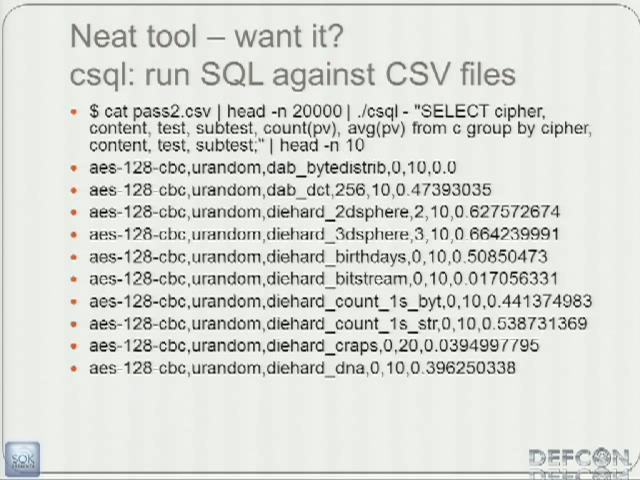 Neat tool – want it?
csql: run SQL against CSV files
• $ cat pass2.csv | head -n 20000 | ./csql - "SELECT cipher,
content, test, subtest, count(pv), avg(pv) from c group by cipher,
content, test, subtest;" | head -n 10
• aes-128-cbc,urandom,dab_bytedistrib,0,10,0.0
• aes-128-cbc,urandom,dab_dct,256,10,0.47393035
• aes-128-cbc,urandom,diehard_2dsphere,2,10,0.627572674
• aes-128-cbc,urandom,diehard_3dsphere,3,10,0.664239991
• aes-128-cbc,urandom,diehard_birthdays,0,10,0.50850473
• aes-128-cbc,urandom,diehard_bitstream,0,10,0.017056331
• aes-128-cbc,urandom,diehard_count_1s_byt,0,10,0.441374983
• aes-128-cbc,urandom,diehard_count_1s_str,0,10,0.538731369
• aes-128-cbc,urandom,diehard_craps,0,20,0.0394997795
• aes-128-cbc,urandom,diehard_dna,0,10,0.396250338
SOK
DEFCON